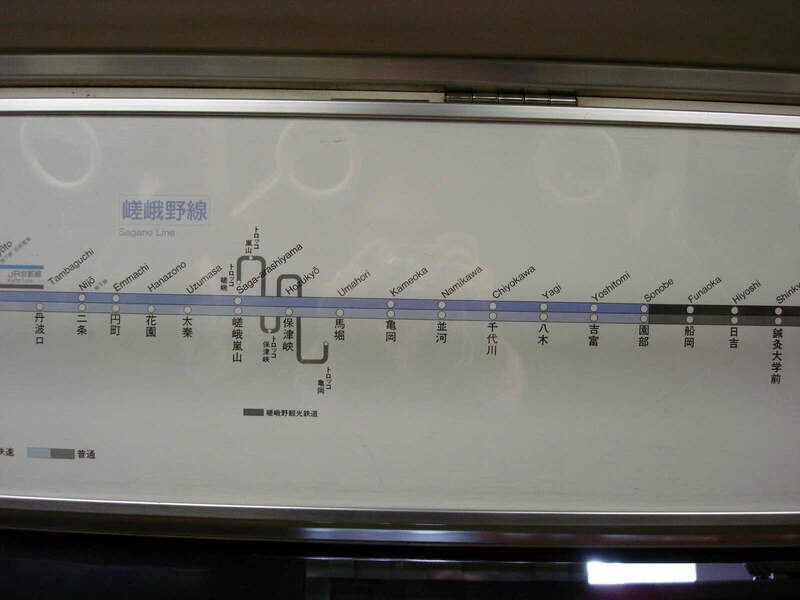 嵯峨野線
Sagano Line
JR京都線
Tambaguchi
Nijō
Emmachi
Hanazono
Uzumasa
Saga-arashiyama
Hozukyō
Umahori
Kameoka
Namikawa
Chiyokawa
Yagi
Yoshitomi
Sonobe
Funaoka
Hiyoshi
Shinkyu
トロッコ嵐山
トロッコ嵯峨
トロッコ保津峡
トロッコ亀岡
丹波口
二条
円町
花園
太秦
嵯峨嵐山
保津峡
馬堀
亀岡
並河
千代川
八木
吉富
園部
船岡
日吉
鍼灸大学前
嵯峨野観光鉄道
快速
普通